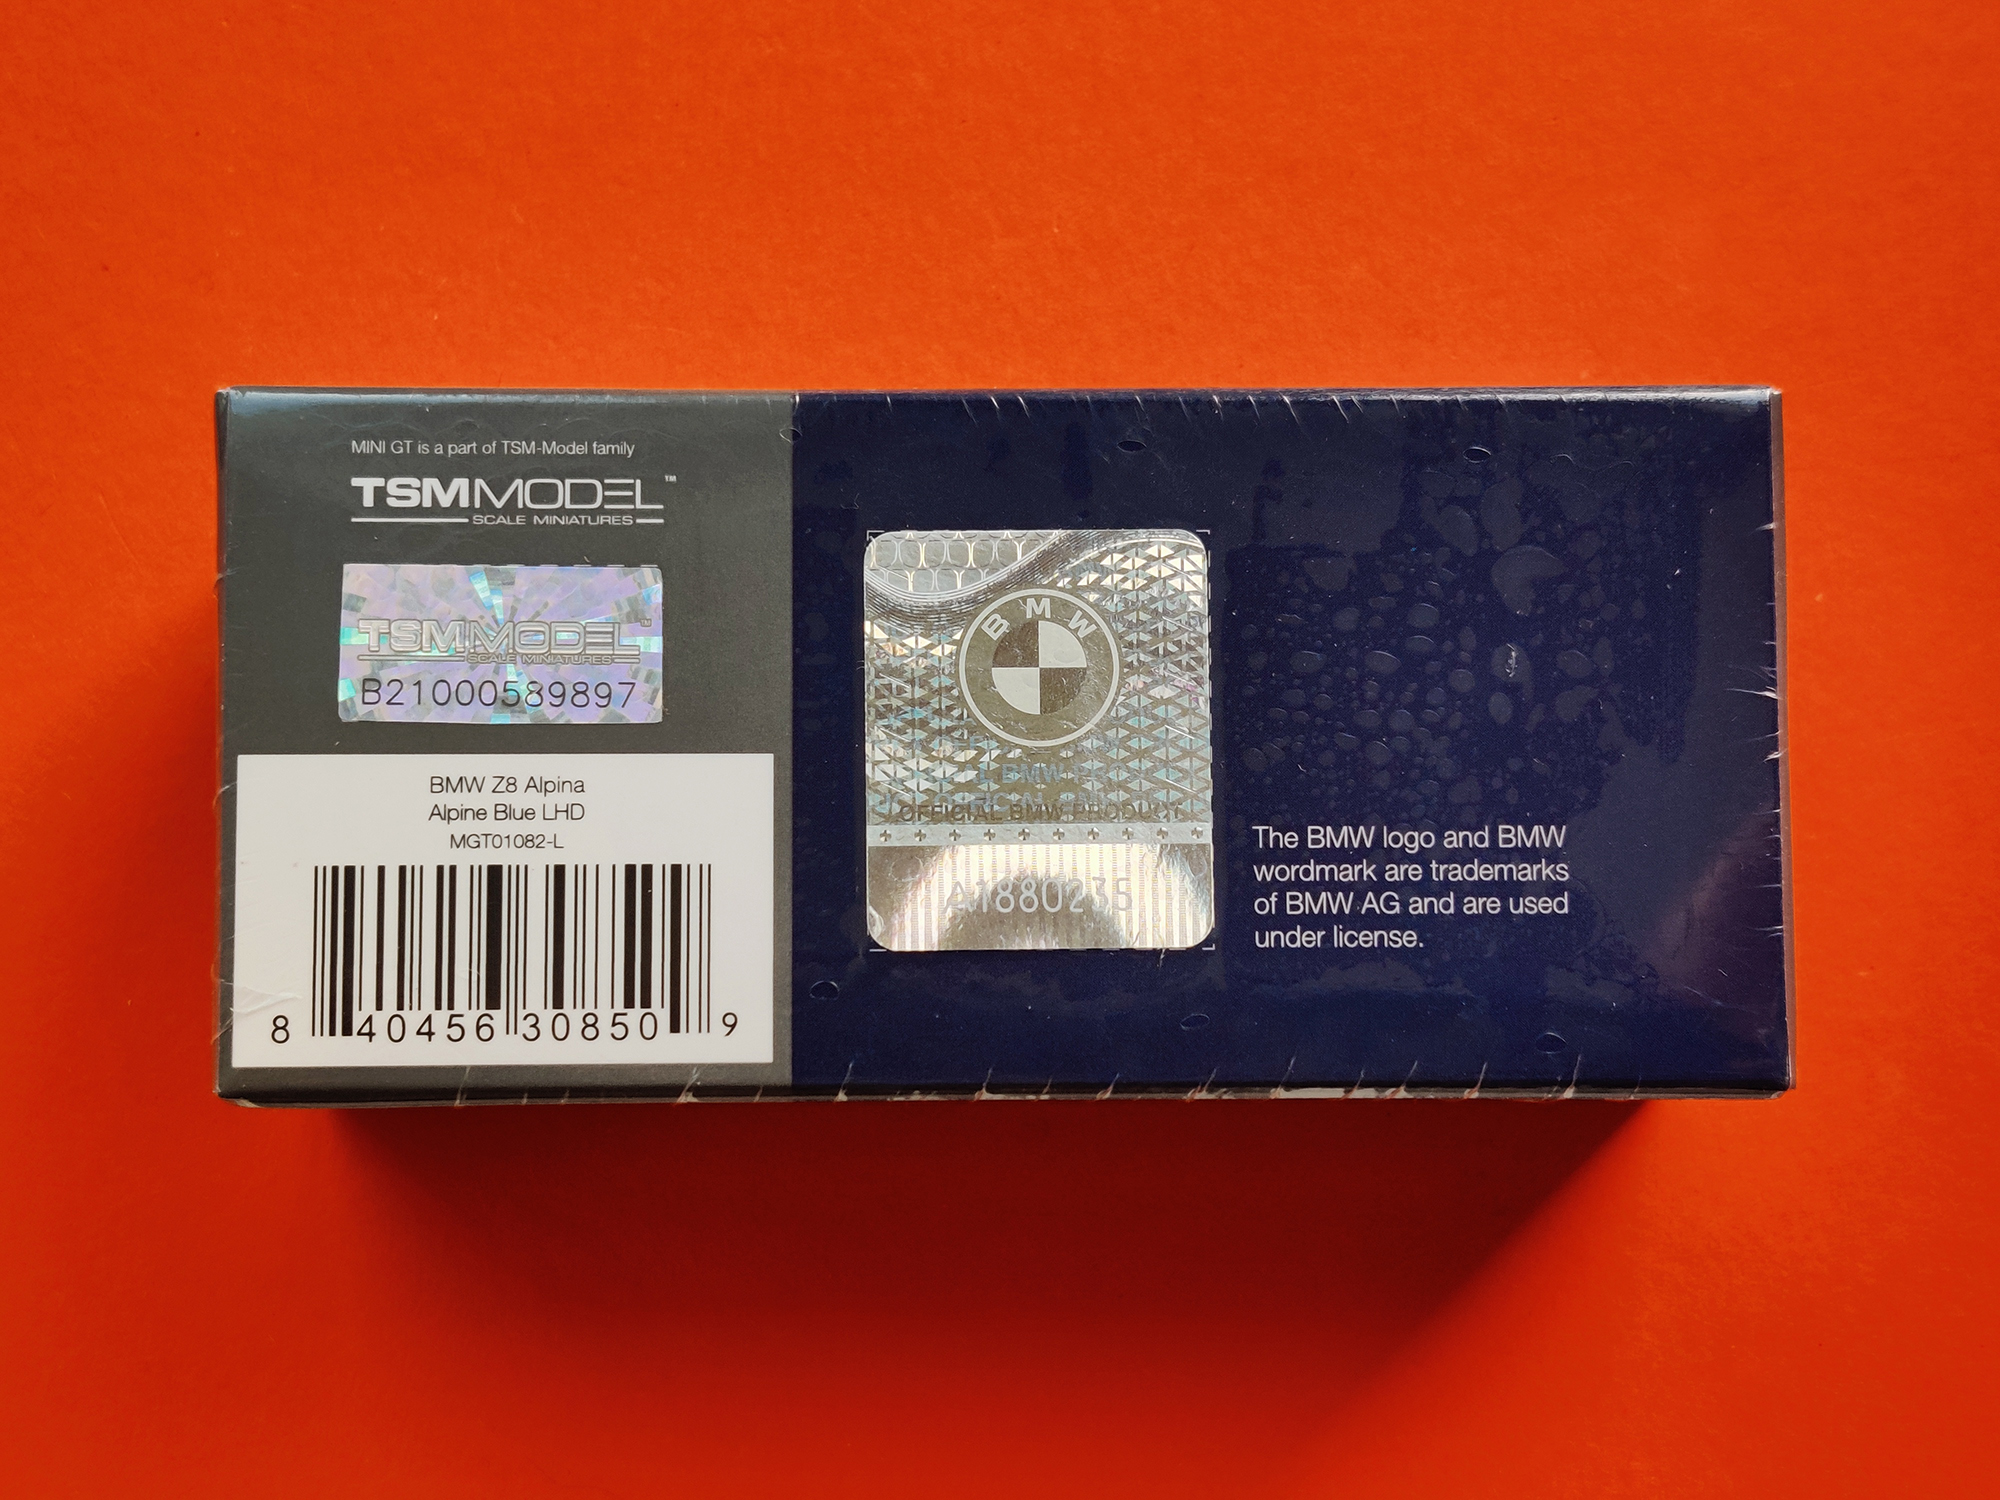 MINI GT is a part of TSM-Model family
TSMMODEL™
SCALE MINIATURES
TSMMODEL™
SCALE MINIATURES
B21000589897
BMW Z8 Alpina
Alpine Blue LHD
MGT01082-L
8 40456 30850 9
BMW
OFFICIAL BMW PRODUCT
A1880235
The BMW logo and BMW
wordmark are trademarks
of BMW AG and are used
under license.